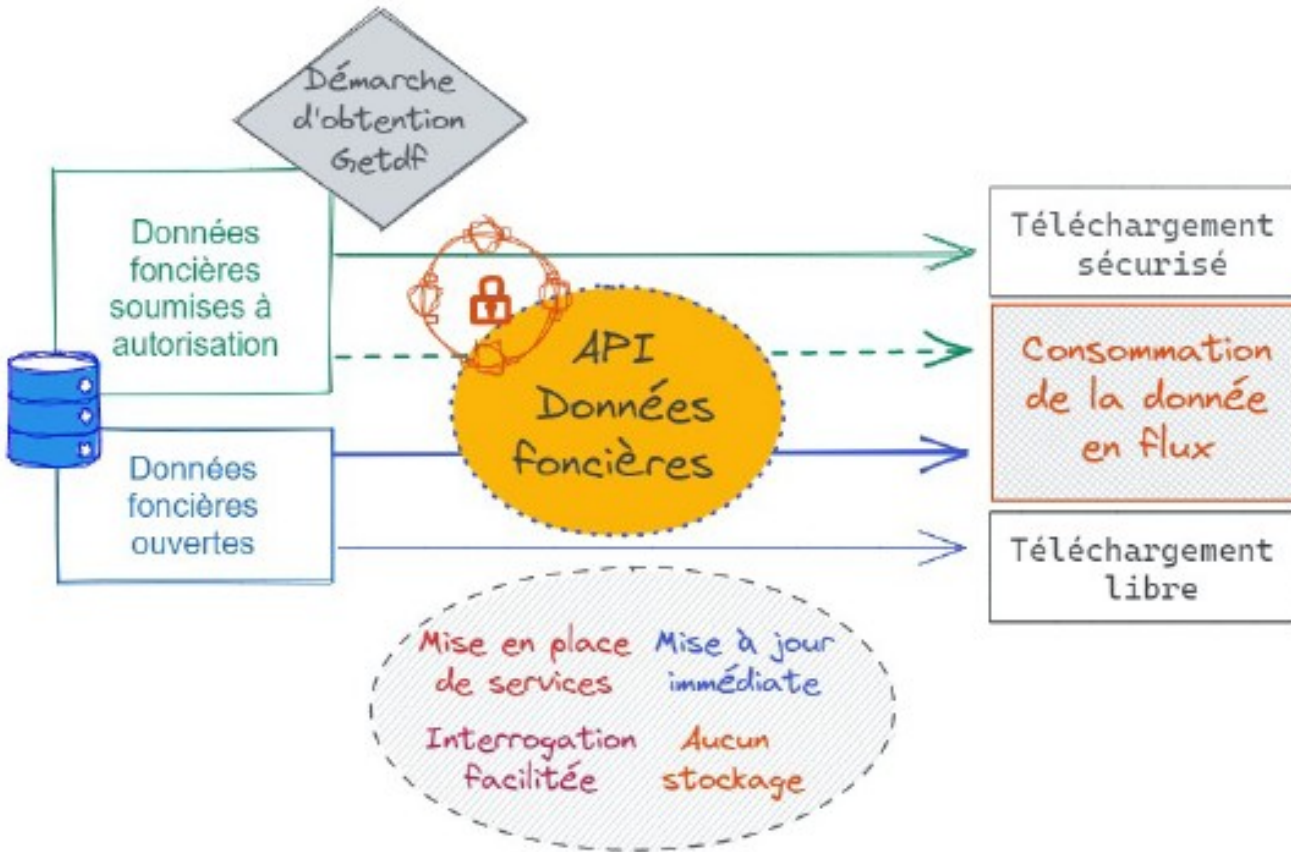 Démarche
d'obtention
Getdf
Données
foncières
soumises à
autorisation
Données
foncières
ouvertes
API
Données
foncières
Téléchargement
sécurisé
Consommation
de la donnée
en flux
Téléchargement
libre
Mise en place
de services
Mise à jour
immédiate
Interrogation
facilitée
Aucun
stockage